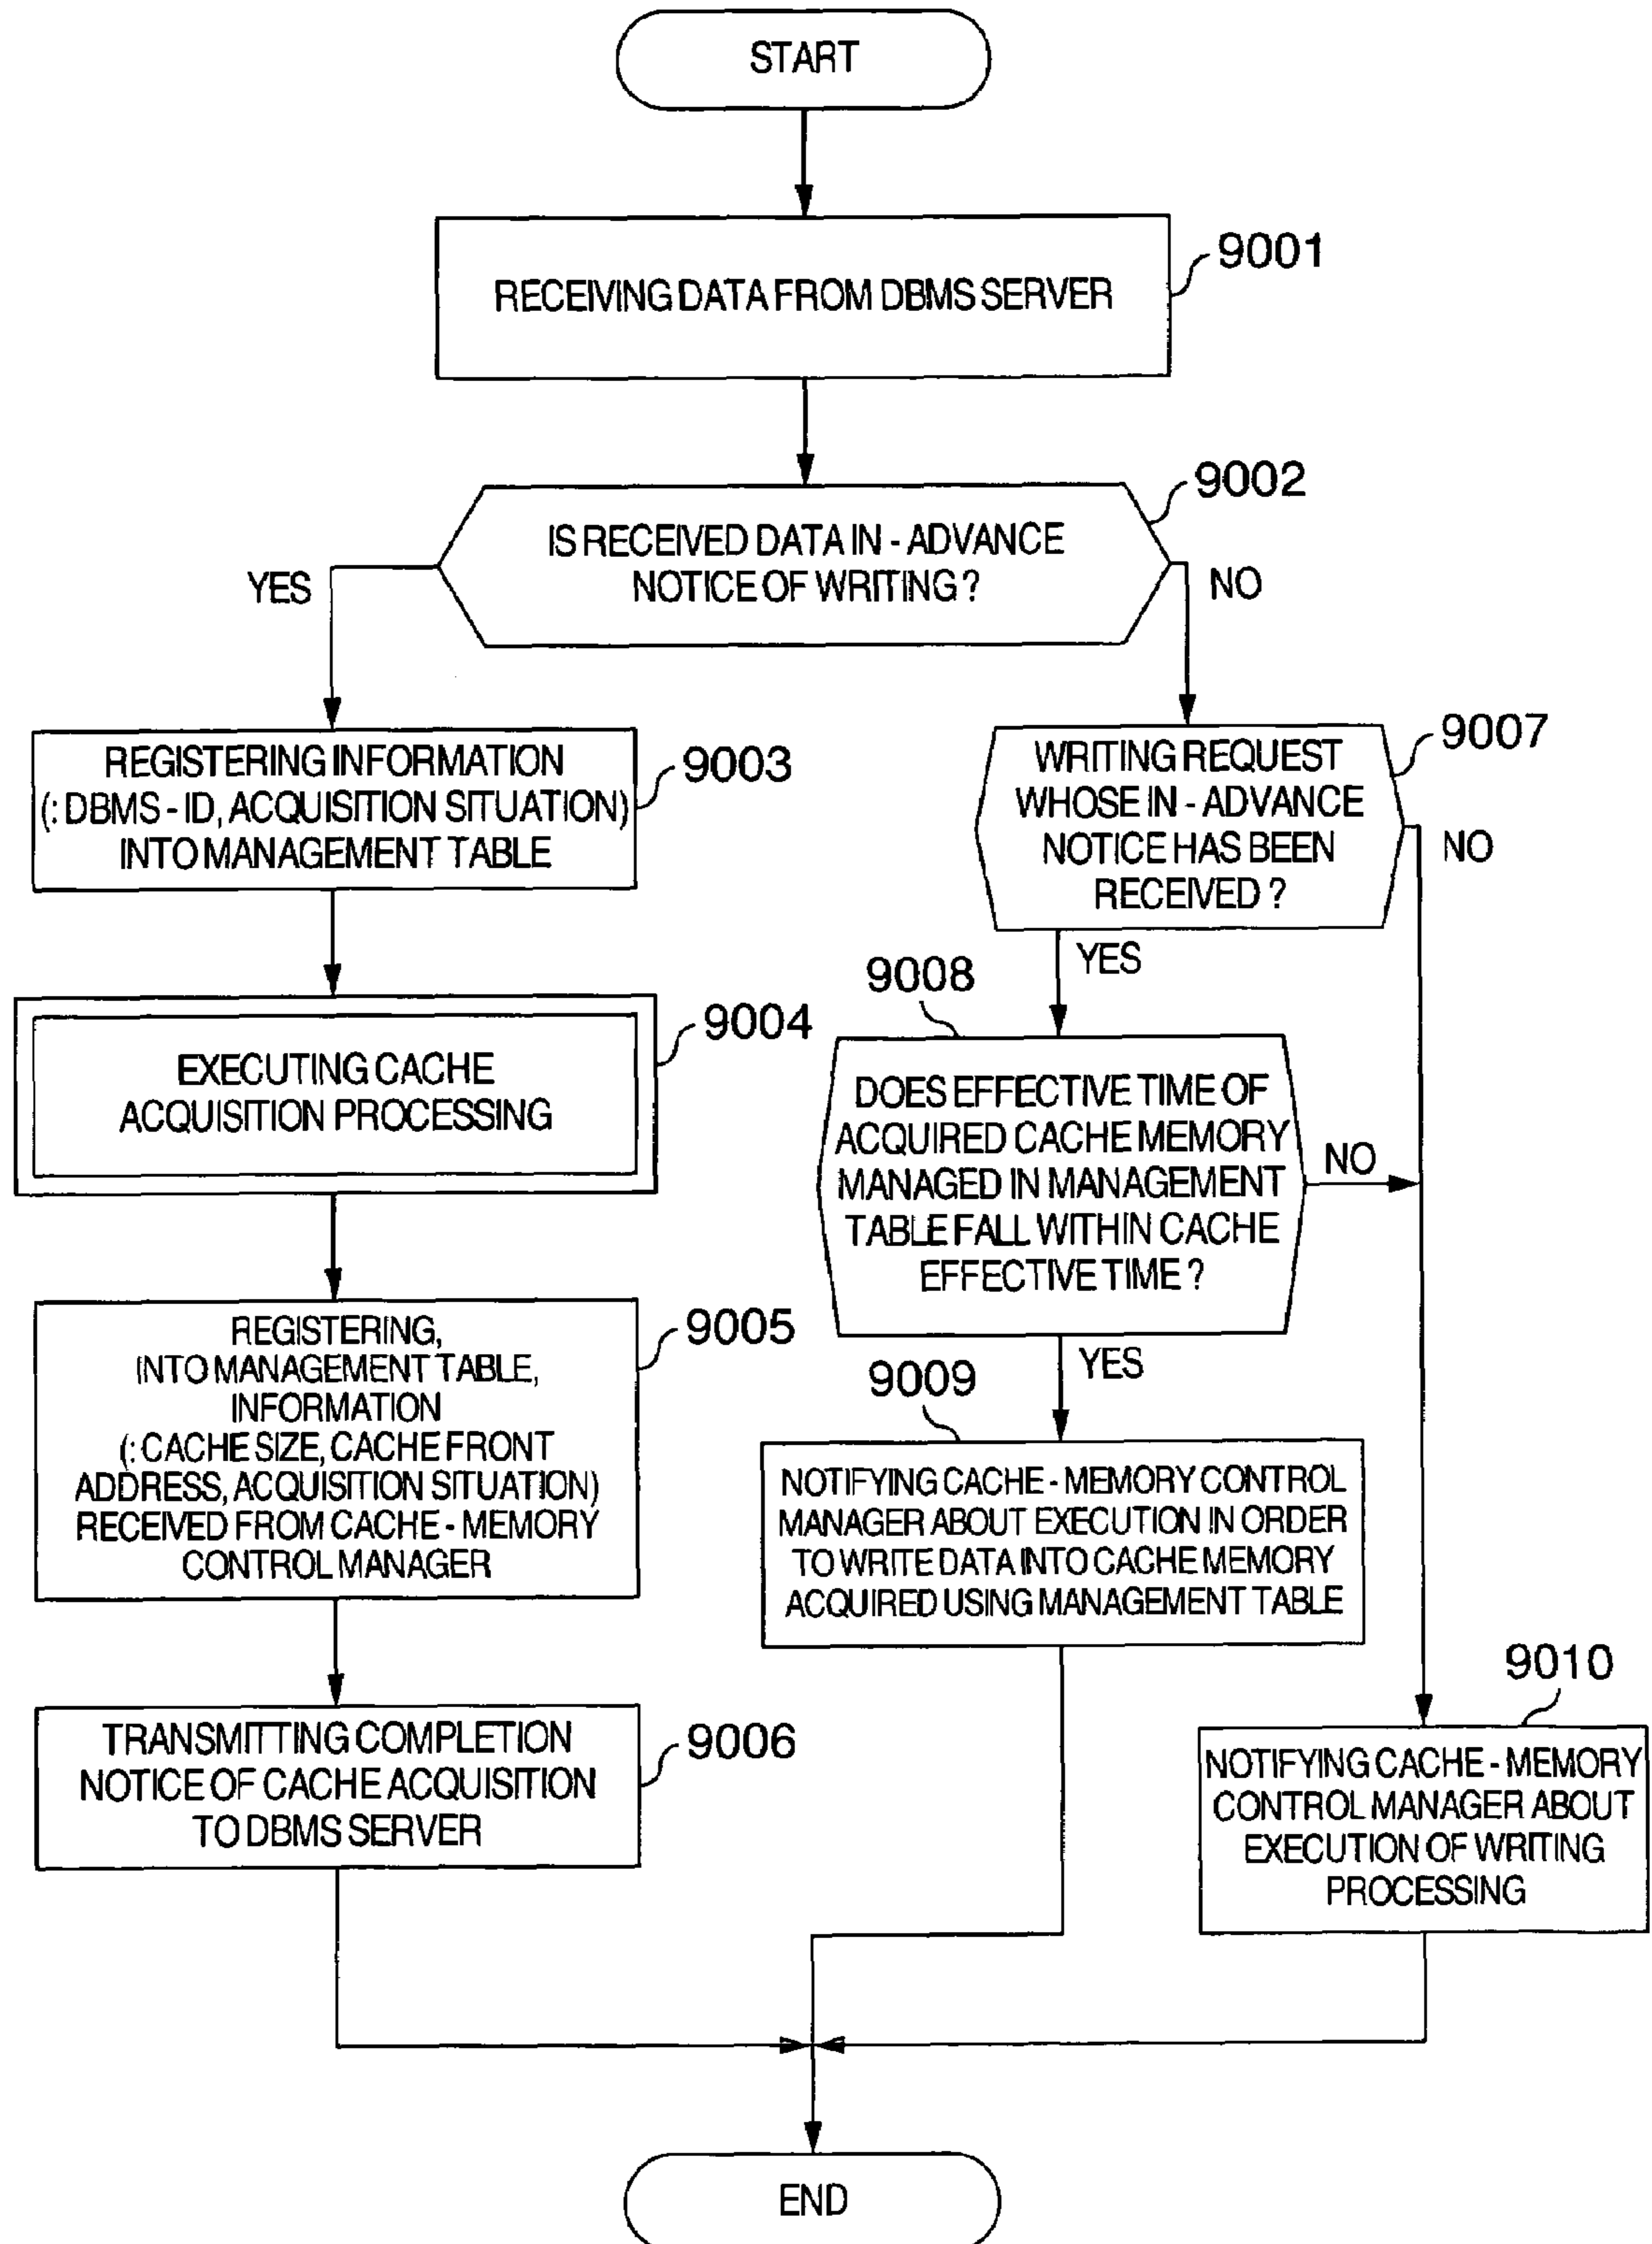 START
RECEIVING DATA FROM DBMS SERVER
9001
IS RECEIVED DATA IN - ADVANCE
NOTICE OF WRITING ?
9002
YES
NO
REGISTERING INFORMATION
(: DBMS - ID, ACQUISITION SITUATION)
INTO MANAGEMENT TABLE
9003
EXECUTING CACHE
ACQUISITION PROCESSING
9004
REGISTERING,
INTO MANAGEMENT TABLE,
INFORMATION
(: CACHE SIZE, CACHE FRONT
ADDRESS, ACQUISITION SITUATION)
RECEIVED FROM CACHE - MEMORY
CONTROL MANAGER
9005
TRANSMITTING COMPLETION
NOTICE OF CACHE ACQUISITION
TO DBMS SERVER
9006
WRITING REQUEST
WHOSE IN - ADVANCE
NOTICE HAS BEEN
RECEIVED ?
9007
NO
YES
9008
DOES EFFECTIVE TIME OF
ACQUIRED CACHE MEMORY
MANAGED IN MANAGEMENT
TABLE FALL WITHIN CACHE
EFFECTIVE TIME ?
NO
YES
9009
NOTIFYING CACHE - MEMORY CONTROL
MANAGER ABOUT EXECUTION IN ORDER
TO WRITE DATA INTO CACHE MEMORY
ACQUIRED USING MANAGEMENT TABLE
9010
NOTIFYING CACHE - MEMORY
CONTROL MANAGER ABOUT
EXECUTION OF WRITING
PROCESSING
END